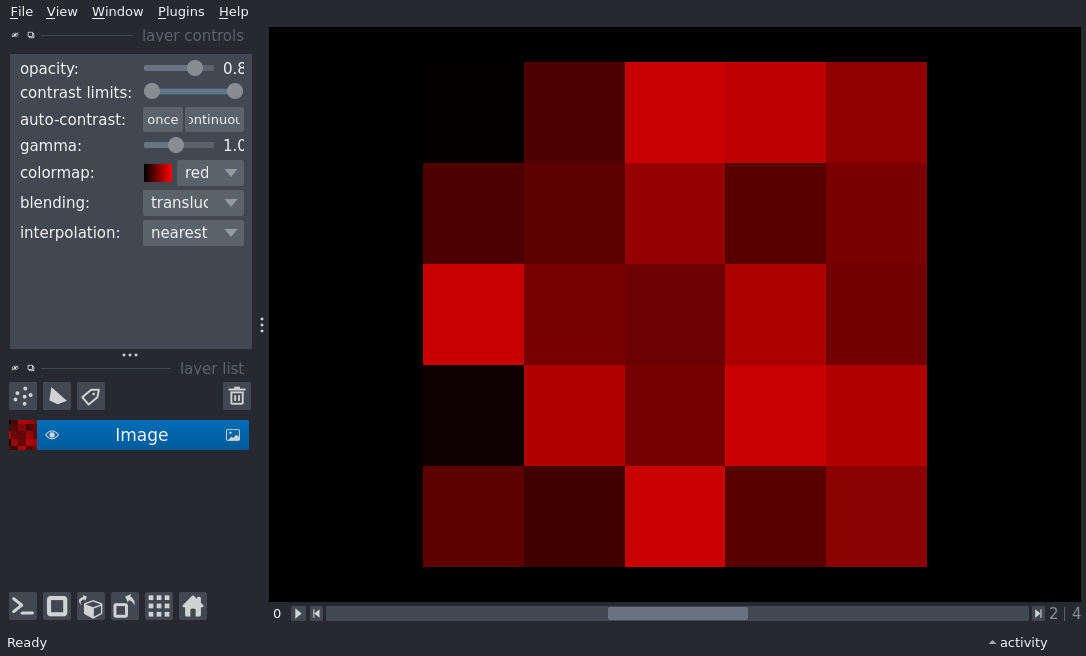 File View Window Plugins Help
layer controls
opacity: 0.8
contrast limits:
auto-contrast: once ontinuou
gamma: 1.0
colormap: red
blending: transluc
interpolation: nearest
layer list
Image
0 2 | 4
Ready
activity